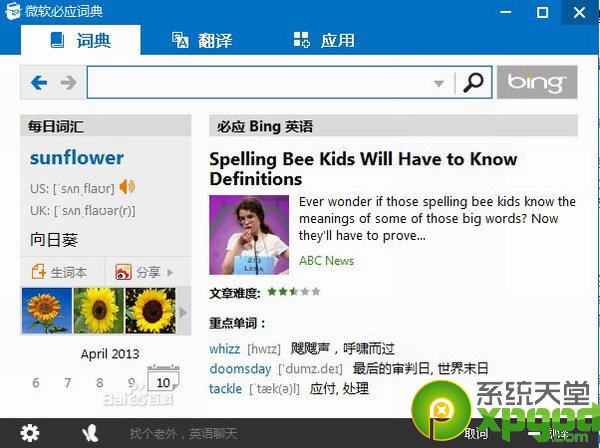 微软必应词典
词典
翻译
应用
bing
每日词汇
sunflower
US: [ˈsʌnˌflaʊr]
UK: [ˈsʌnˌflaʊə(r)]
向日葵
生词本
分享
April 2013
6 7 8 9 10
必应 Bing 英语
Spelling Bee Kids Will Have to Know
Definitions
Ever wonder if those spelling bee kids know the
meanings of some of those big words? Now
they'll have to prove...
ABC News
文章难度:
重点单词：
whizz [hwɪz] 飕飕声，呼啸而过
doomsday [ˈdumz.deɪ] 最后的审判日, 世界末日
tackle [ˈtæk(ə)l] 应付, 处理
找个老外，英语聊天
取词
Baidu百科
系统天堂
xpgod
.com